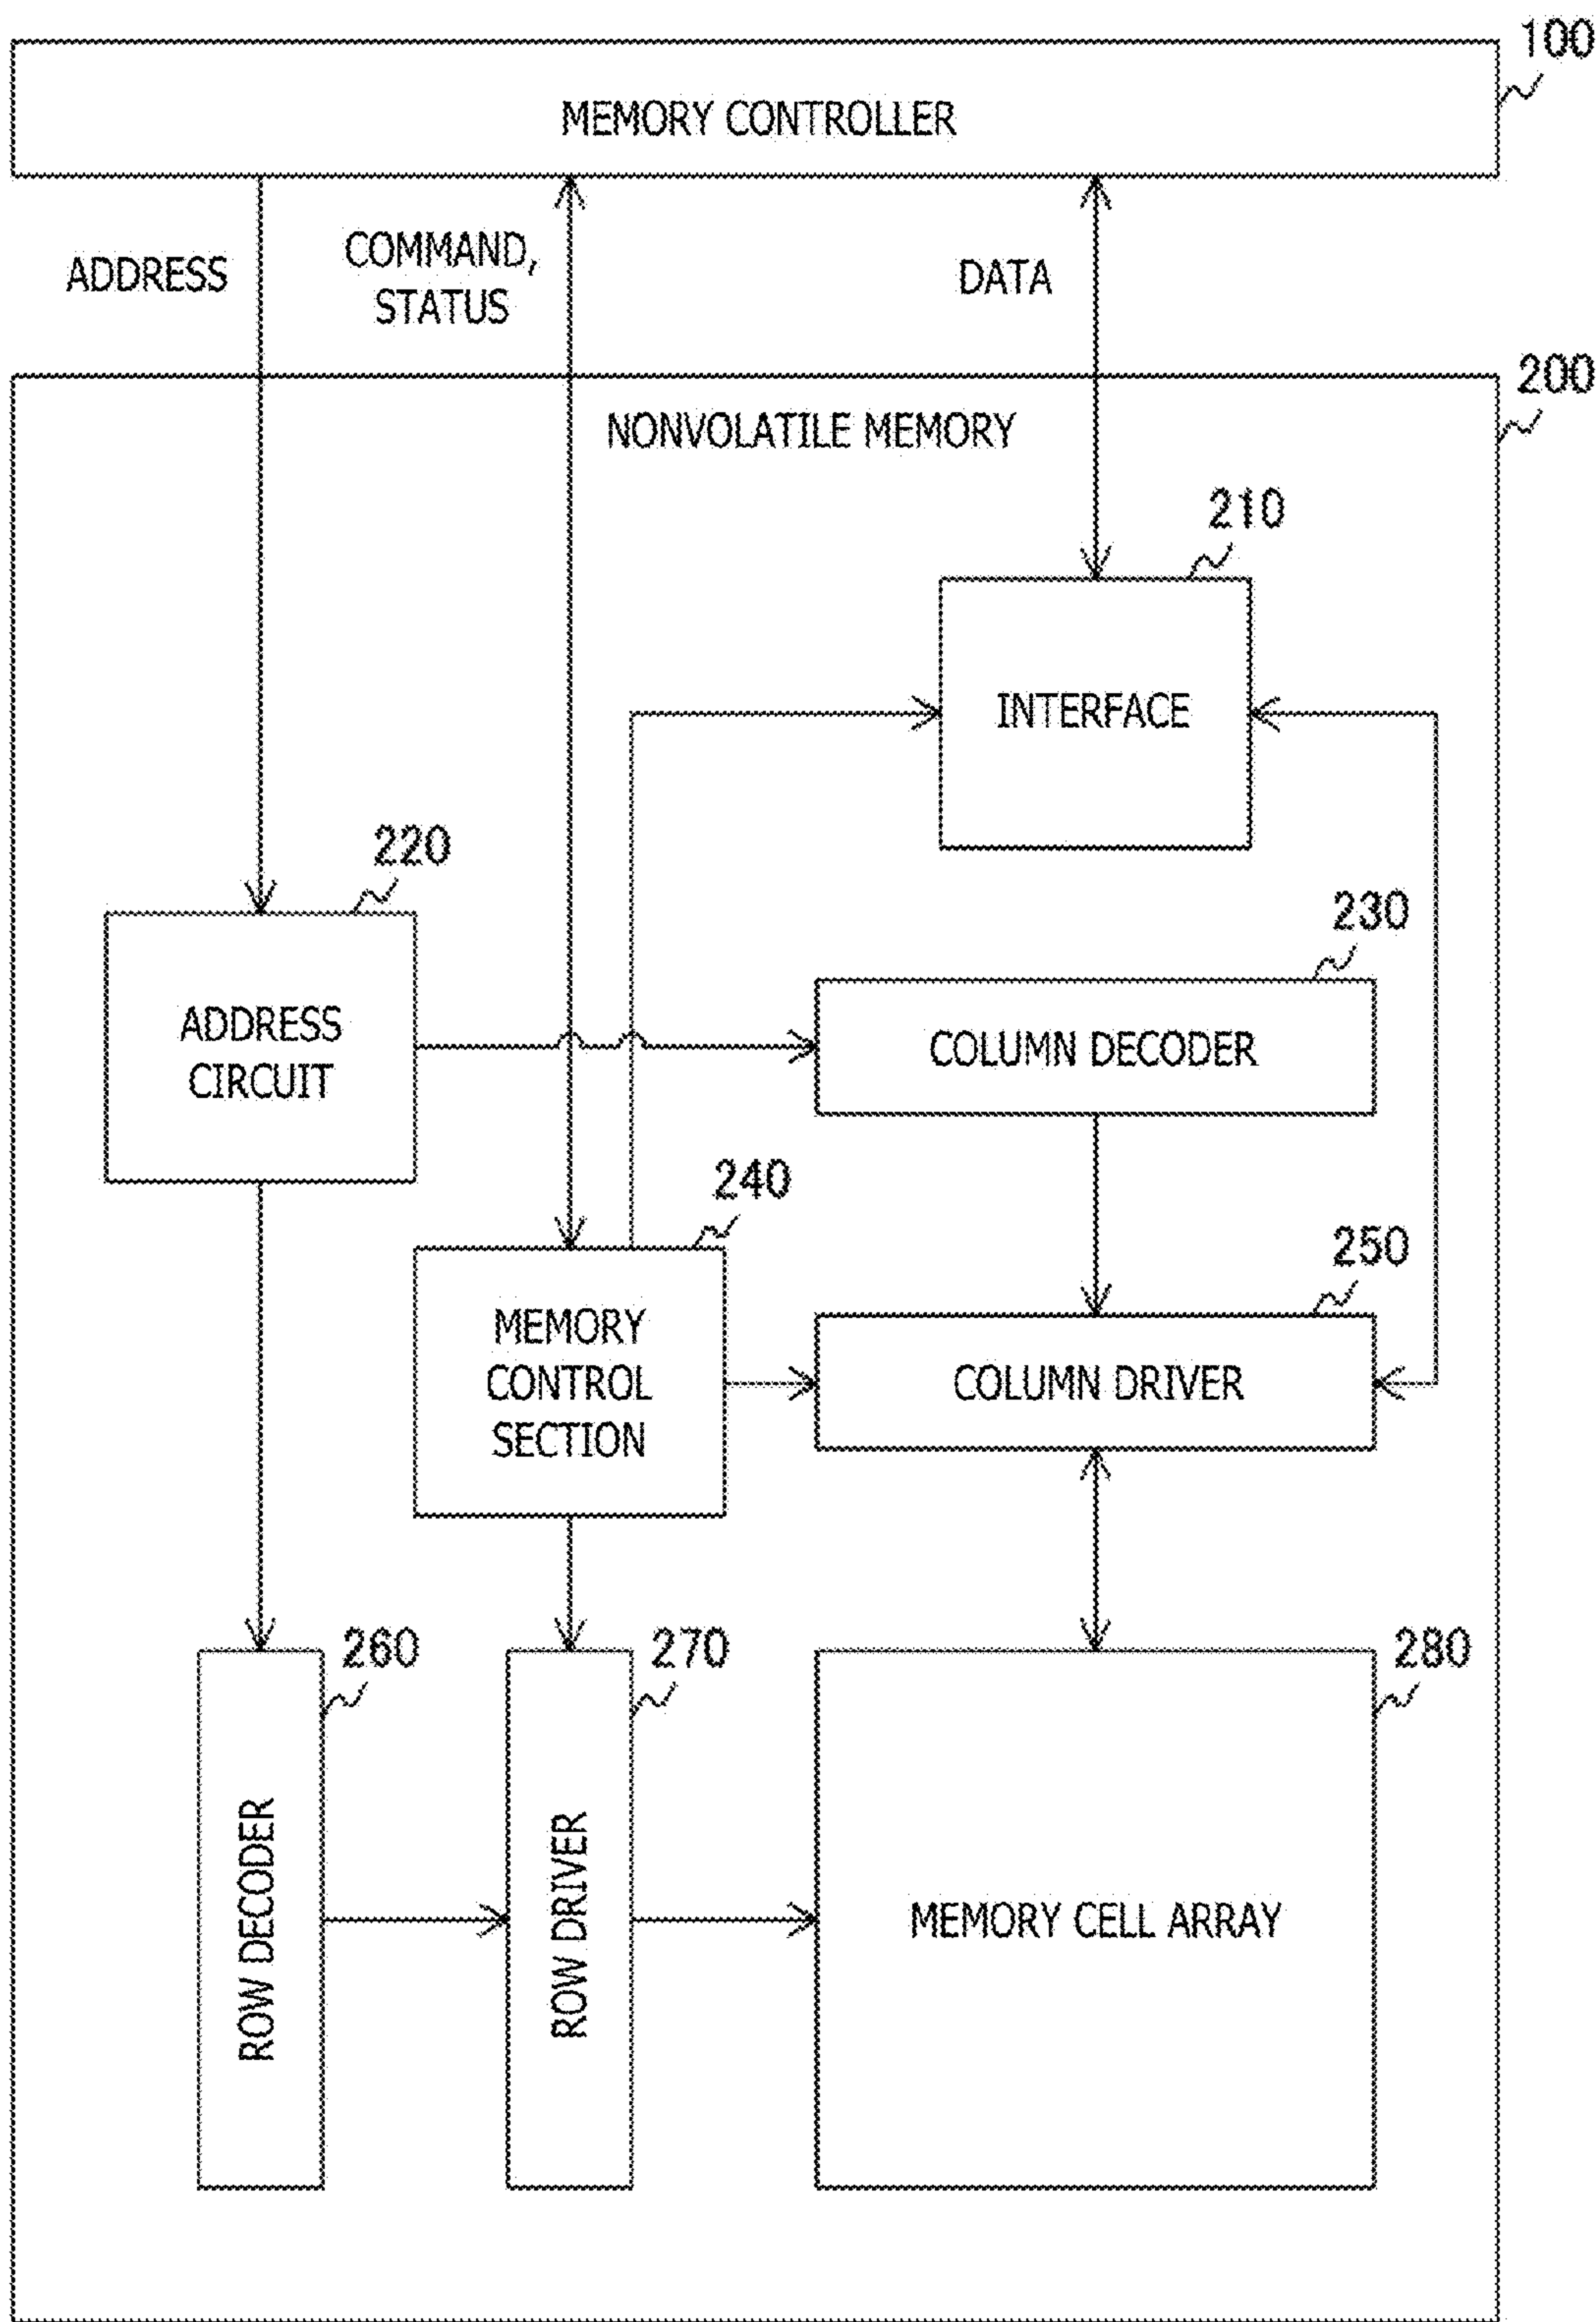 100
MEMORY CONTROLLER
ADDRESS
COMMAND,
STATUS
DATA
200
NONVOLATILE MEMORY
210
INTERFACE
220
ADDRESS
CIRCUIT
230
COLUMN DECODER
240
MEMORY
CONTROL
SECTION
250
COLUMN DRIVER
260
ROW DECODER
270
ROW DRIVER
280
MEMORY CELL ARRAY